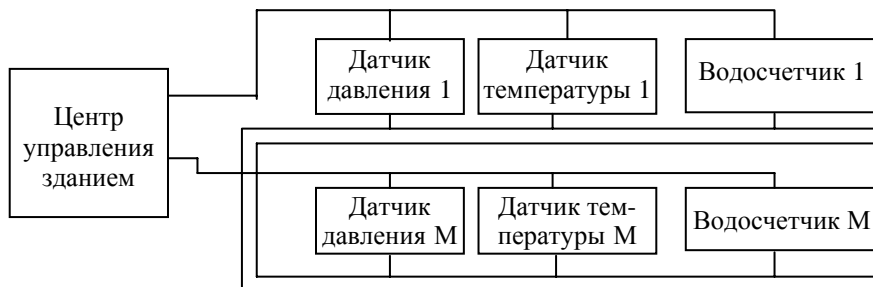 Центр
управления
зданием
Датчик
давления 1
Датчик
температуры 1
Водосчетчик 1
Датчик
давления М
Датчик тем-
пературы М
Водосчетчик М